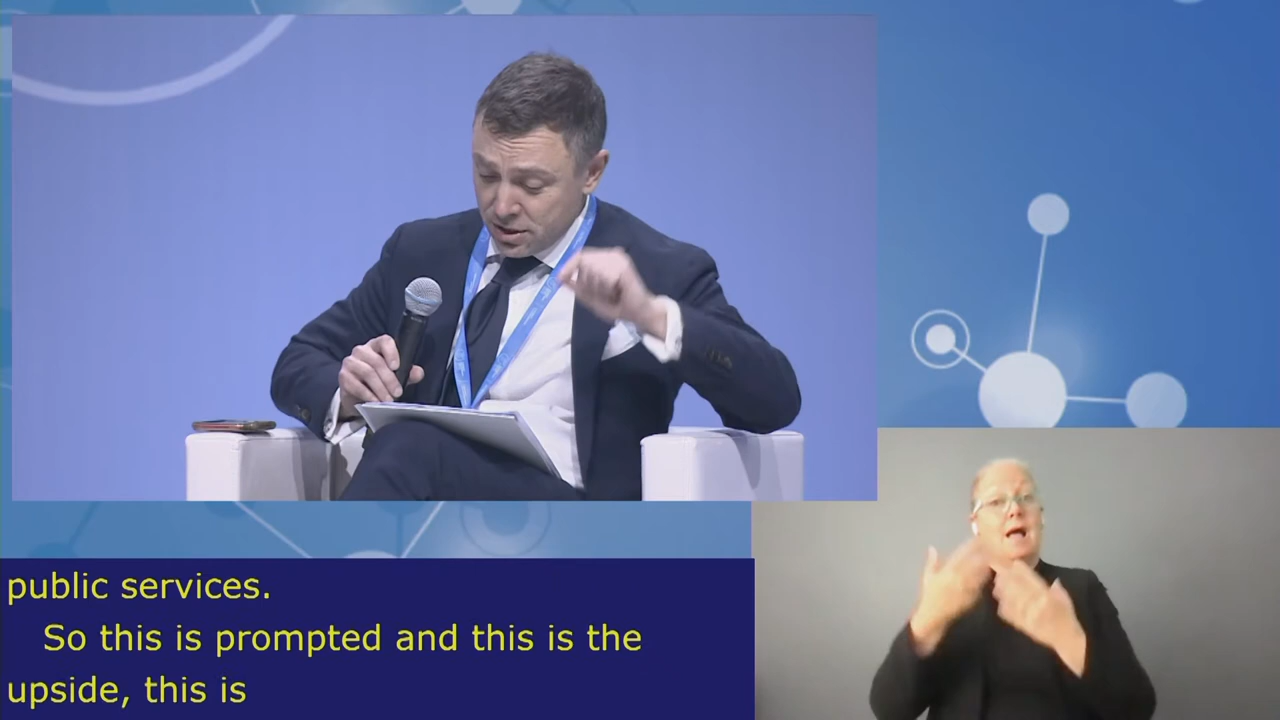 public services.
So this is prompted and this is the
upside, this is